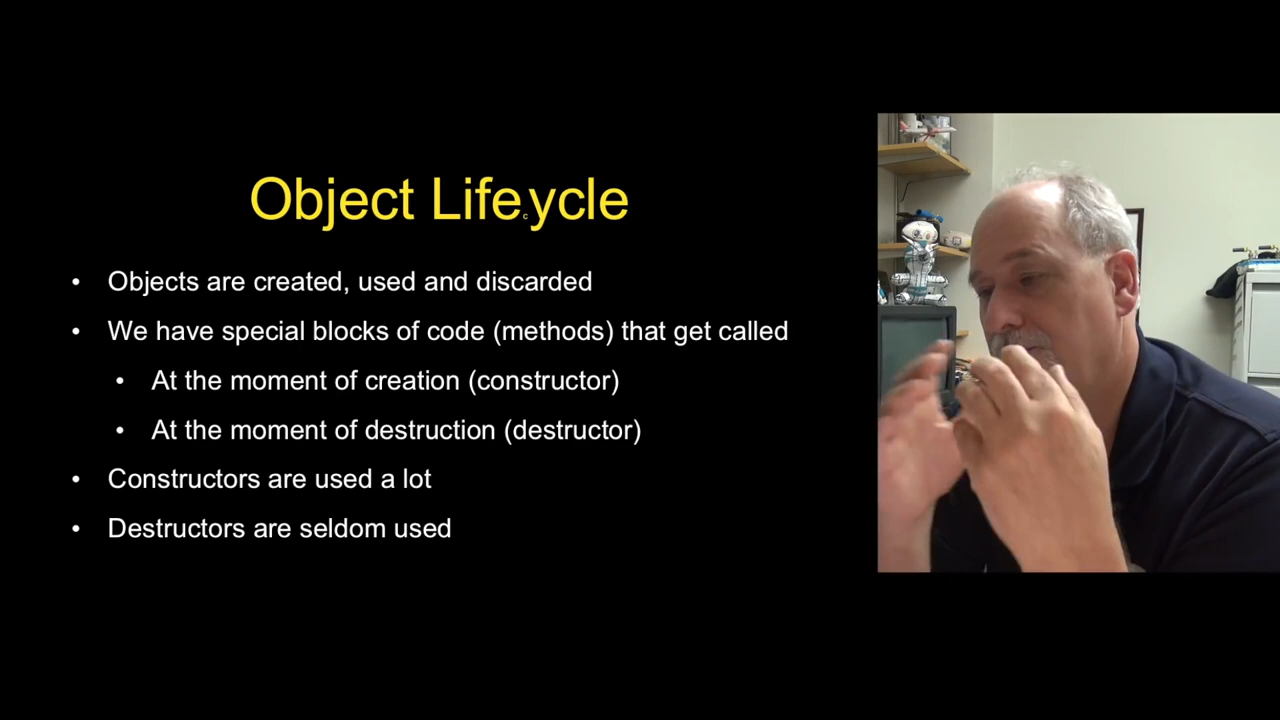 Object Lifecycle
• Objects are created, used and discarded
• We have special blocks of code (methods) that get called
• At the moment of creation (constructor)
• At the moment of destruction (destructor)
• Constructors are used a lot
• Destructors are seldom used